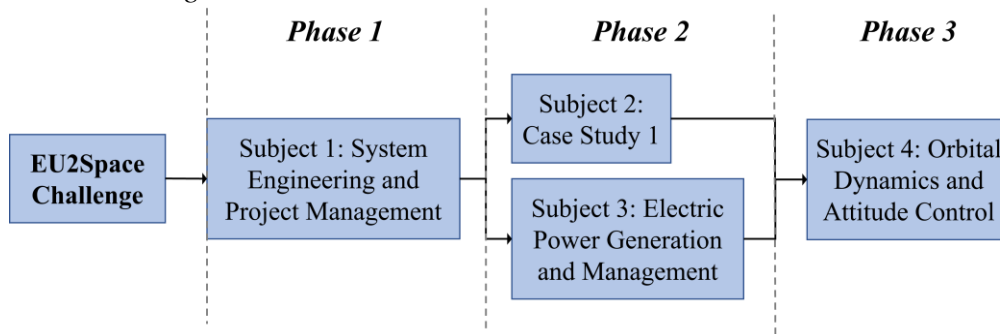 Phase 1
Phase 2
Phase 3
EU2Space
Challenge
Subject 1: System
Engineering and
Project Management
Subject 2:
Case Study 1
Subject 3: Electric
Power Generation
and Management
Subject 4: Orbital
Dynamics and
Attitude Control